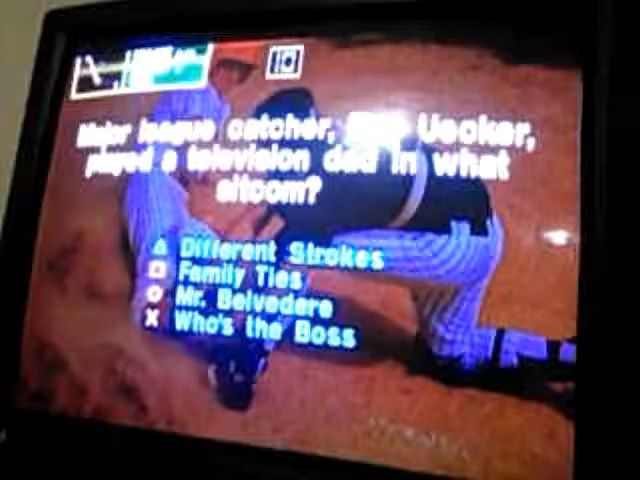 10
Major league catcher, Uecker,
played a television dad in what
sitcom?
Different Strokes
Family Ties
Mr. Belvedere
X Who's the Boss